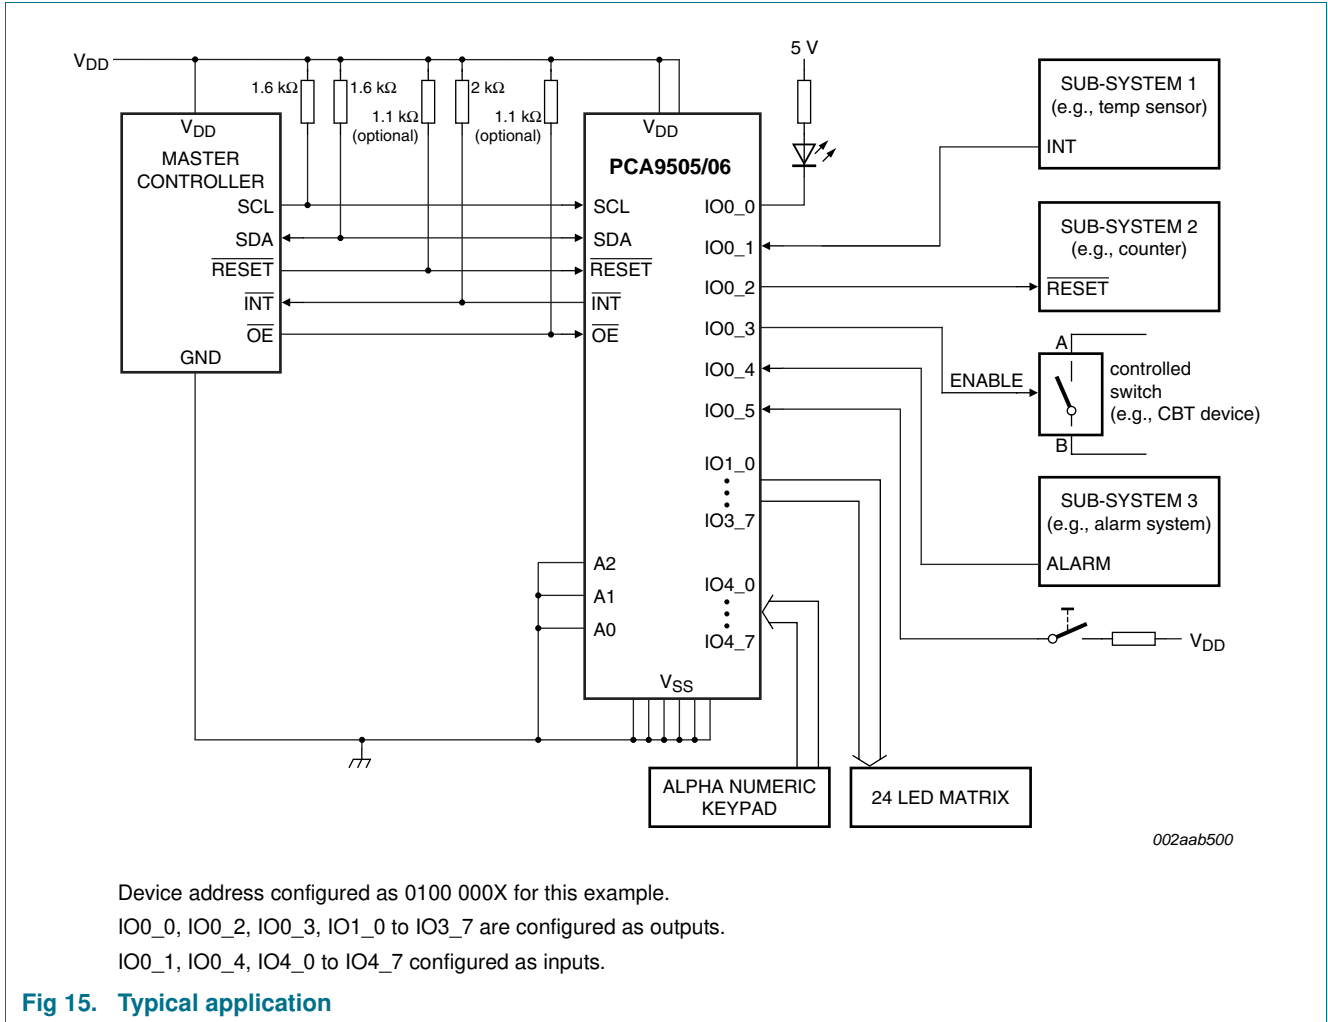 5 V
VDD
1.6 kΩ
1.6 kΩ
1.1 kΩ
(optional)
2 kΩ
1.1 kΩ
(optional)
VDD
MASTER
CONTROLLER
SCL
SDA
RESET
INT
OE
GND
VDD
PCA9505/06
SCL
SDA
RESET
INT
OE
A2
A1
A0
VSS
IO0_0
IO0_1
IO0_2
IO0_3
IO0_4
IO0_5
IO1_0
IO3_7
IO4_0
IO4_7
SUB-SYSTEM 1
(e.g., temp sensor)
INT
SUB-SYSTEM 2
(e.g., counter)
RESET
A
ENABLE
B
controlled
switch
(e.g., CBT device)
SUB-SYSTEM 3
(e.g., alarm system)
ALARM
VDD
ALPHA NUMERIC
KEYPAD
24 LED MATRIX
002aab500
Device address configured as 0100 000X for this example.
IO0_0, IO0_2, IO0_3, IO1_0 to IO3_7 are configured as outputs.
IO0_1, IO0_4, IO4_0 to IO4_7 configured as inputs.
Fig 15. Typical application